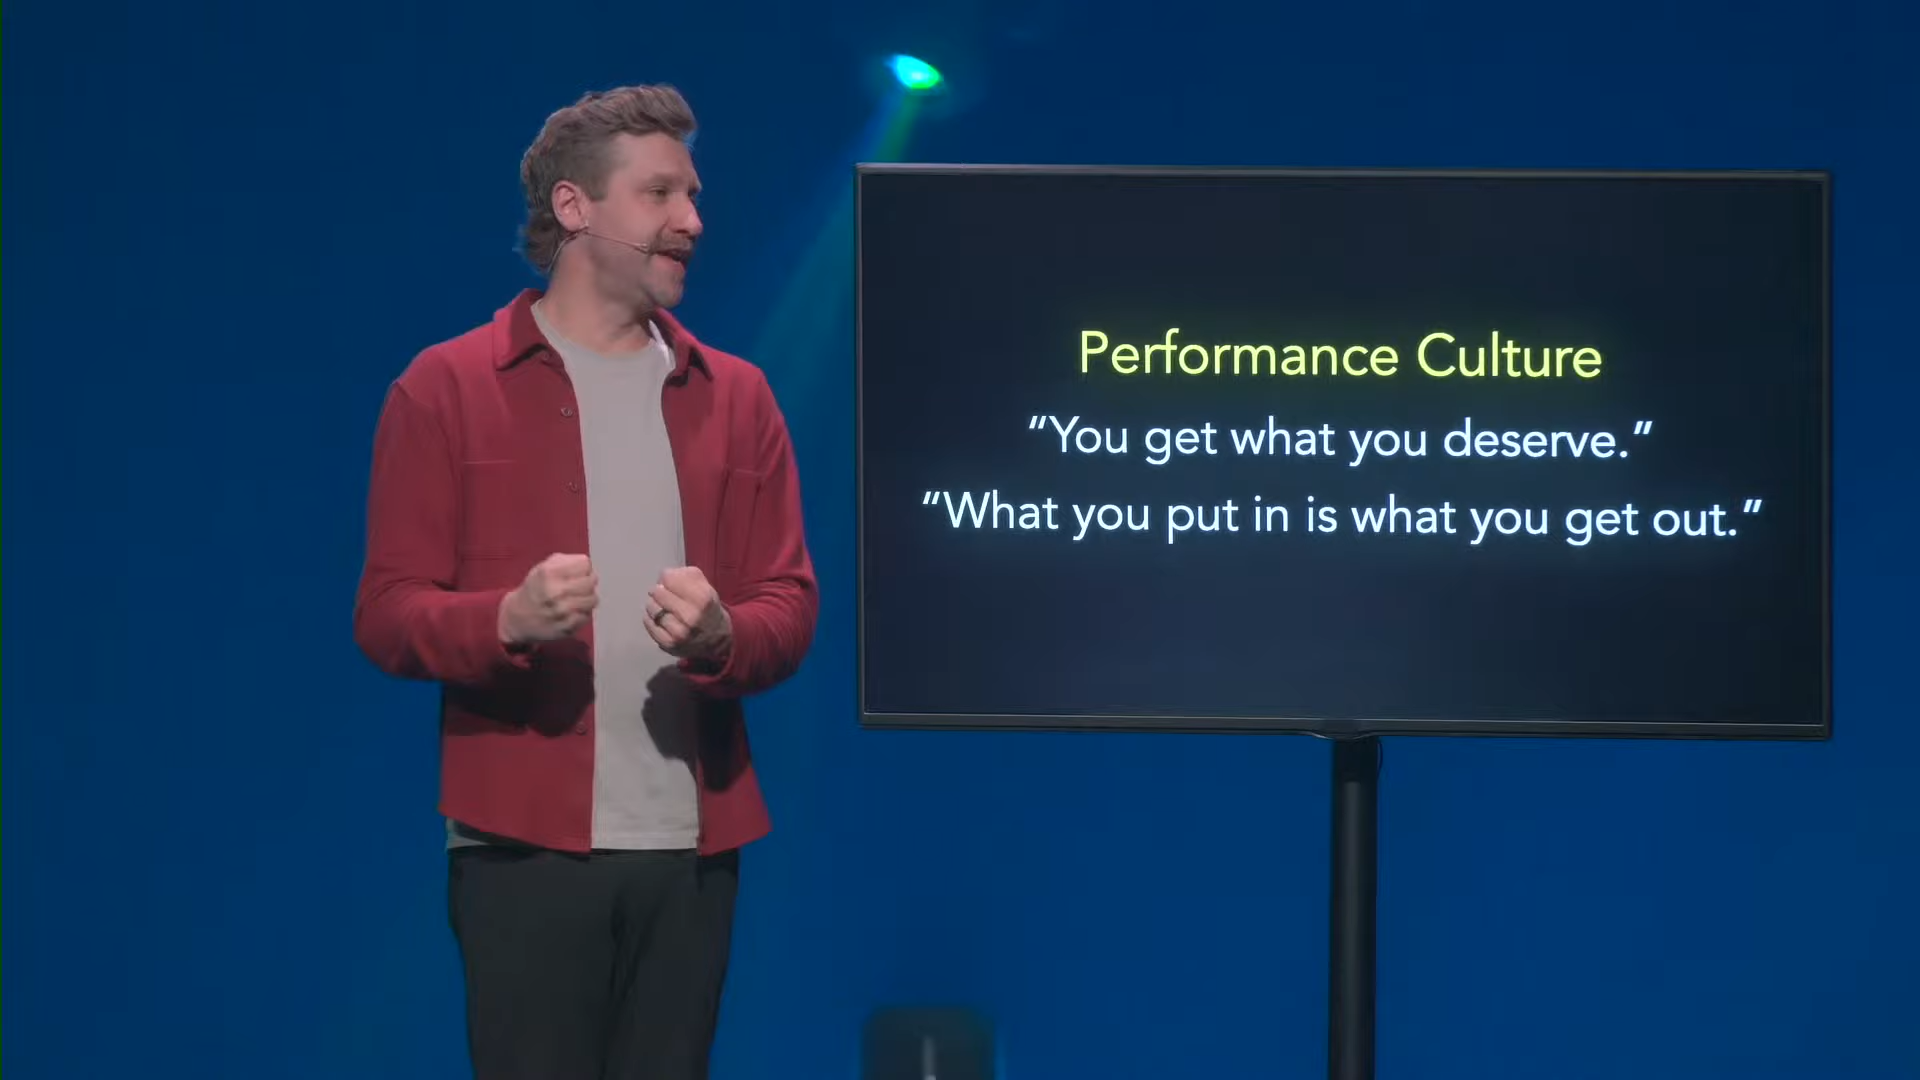 Performance Culture
“You get what you deserve.”
“What you put in is what you get out.”